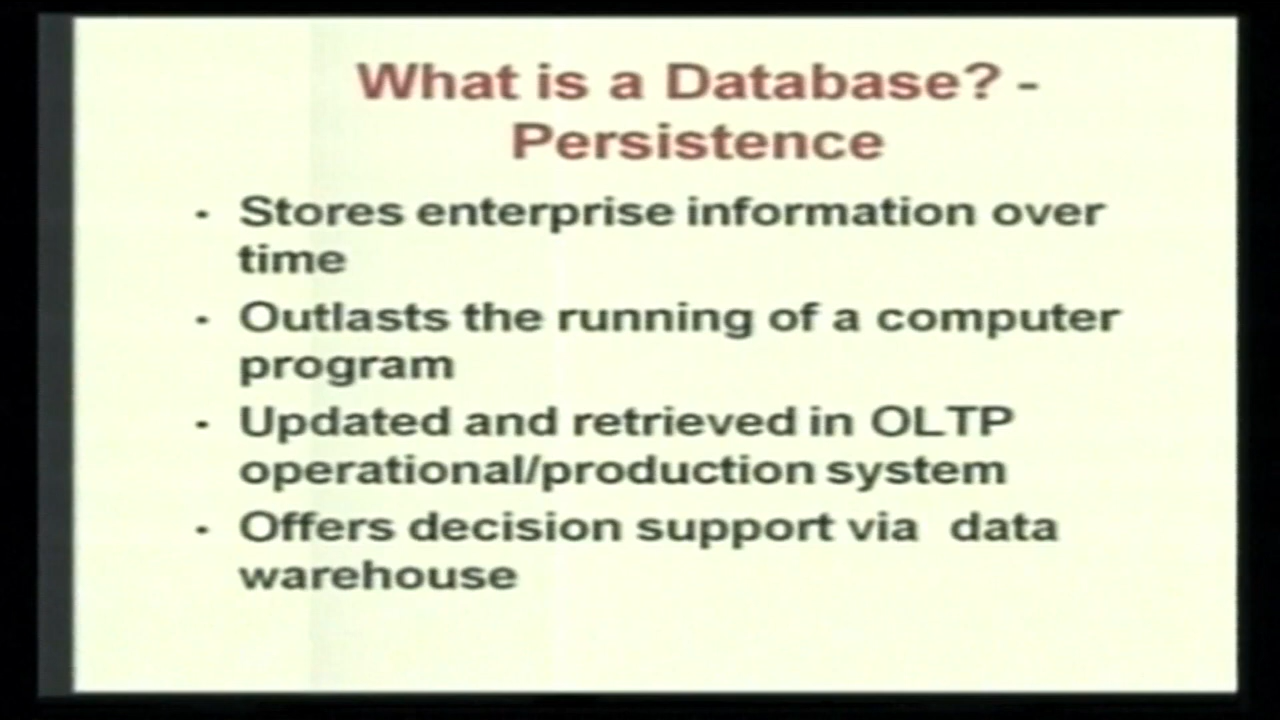 What is a Database? -
Persistence
• Stores enterprise information over
time
• Outlasts the running of a computer
program
• Updated and retrieved in OLTP
operational/production system
• Offers decision support via data
warehouse